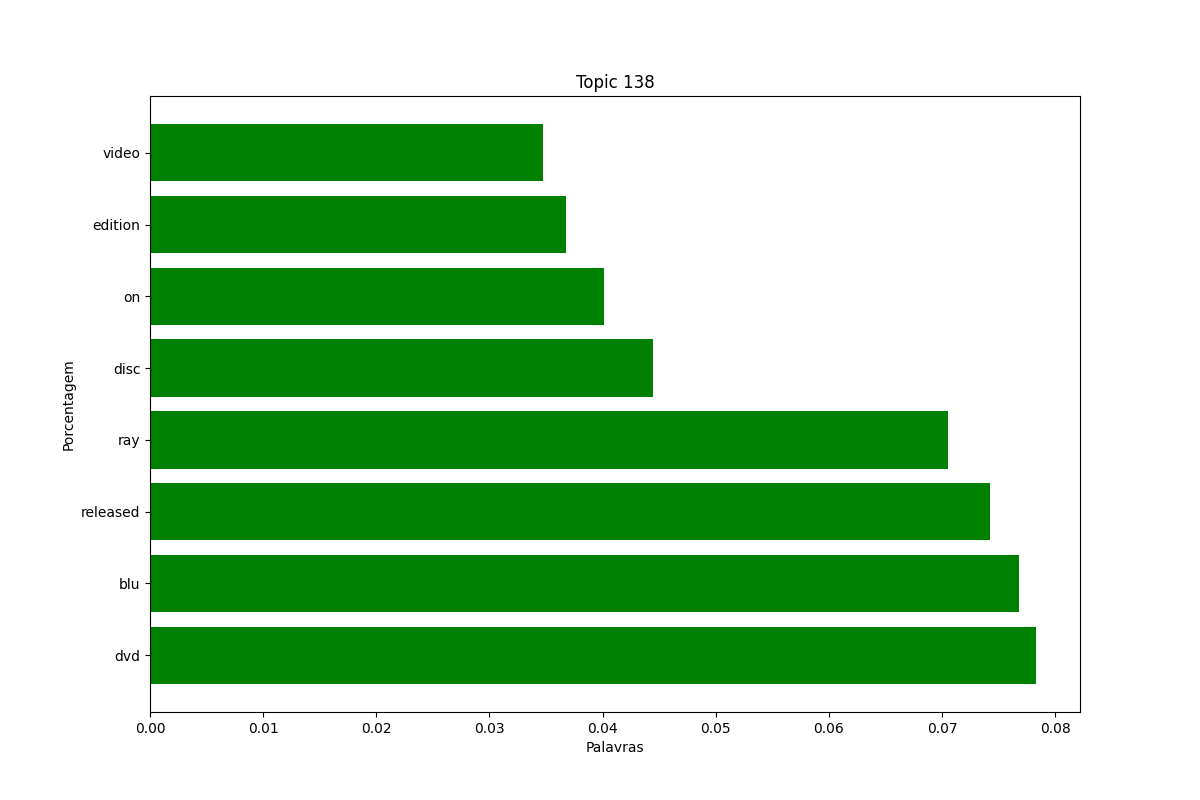 Topic 138
video
edition
on
disc
ray
released
blu
dvd
Porcentagem
0.00 0.01 0.02 0.03 0.04 0.05 0.06 0.07 0.08
Palavras